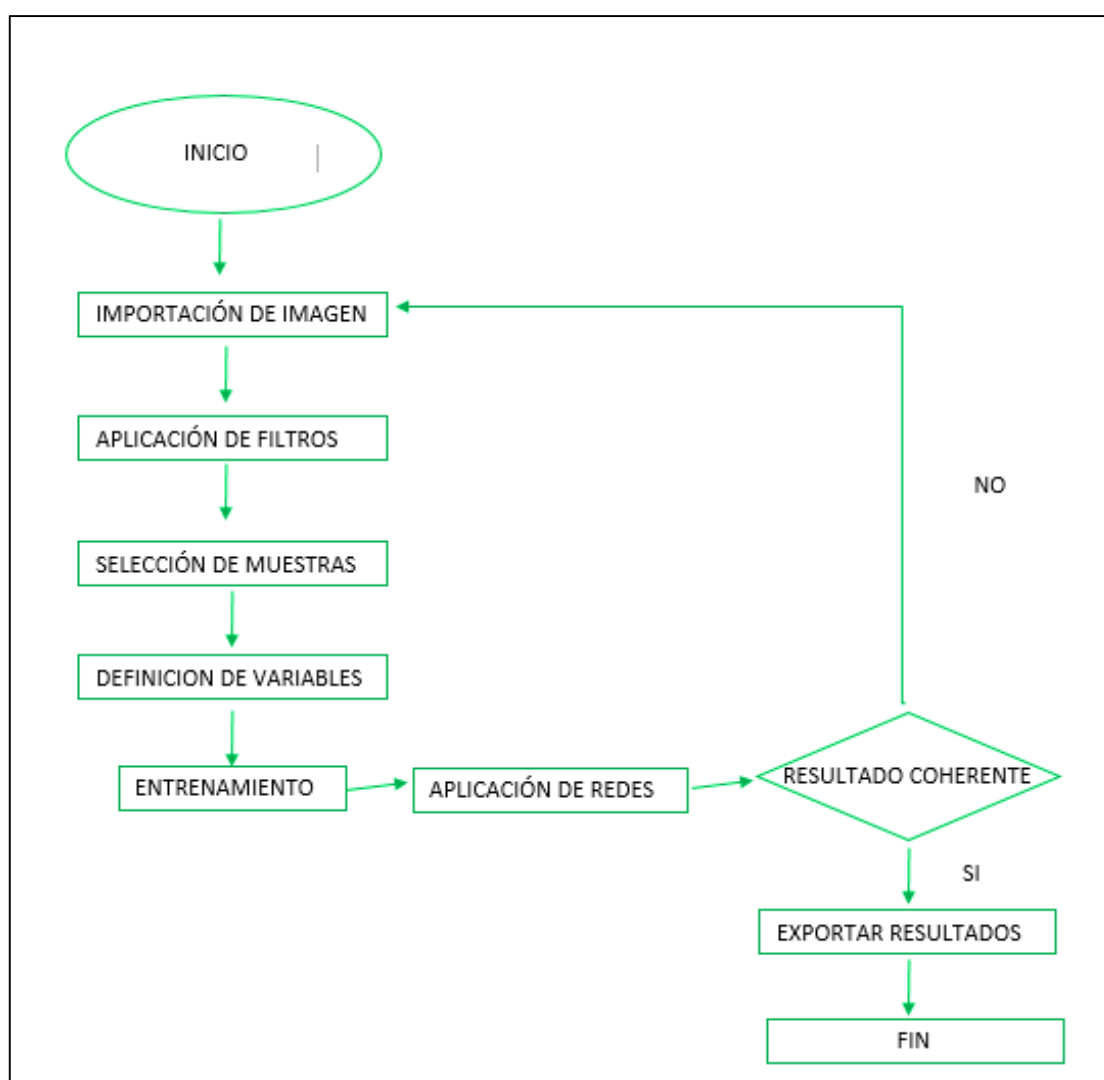 INICIO
IMPORTACIÓN DE IMAGEN
APLICACIÓN DE FILTROS
SELECCIÓN DE MUESTRAS
DEFINICION DE VARIABLES
ENTRENAMIENTO
APLICACIÓN DE REDES
RESULTADO COHERENTE
NO
SI
EXPORTAR RESULTADOS
FIN